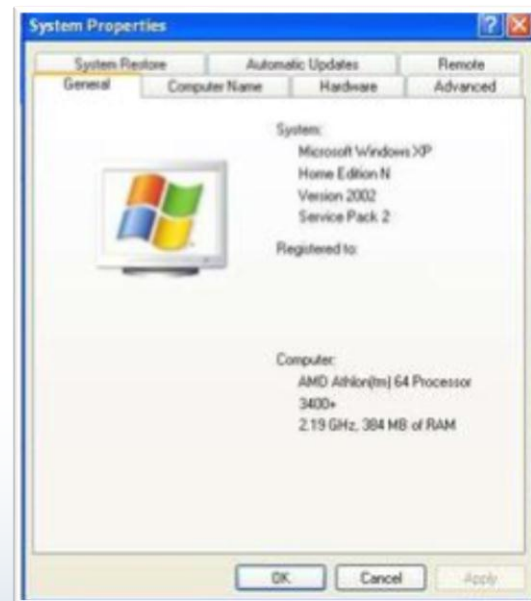 System Properties
System Restore Automatic Updates Remote
General Computer Name Hardware Advanced
System:
Microsoft Windows XP
Home Edition N
Version 2002
Service Pack 2
Registered to:
Computer:
AMD Athlon(tm) 64 Processor
3400+
2.19 GHz, 384 MB of RAM
OK Cancel Apply